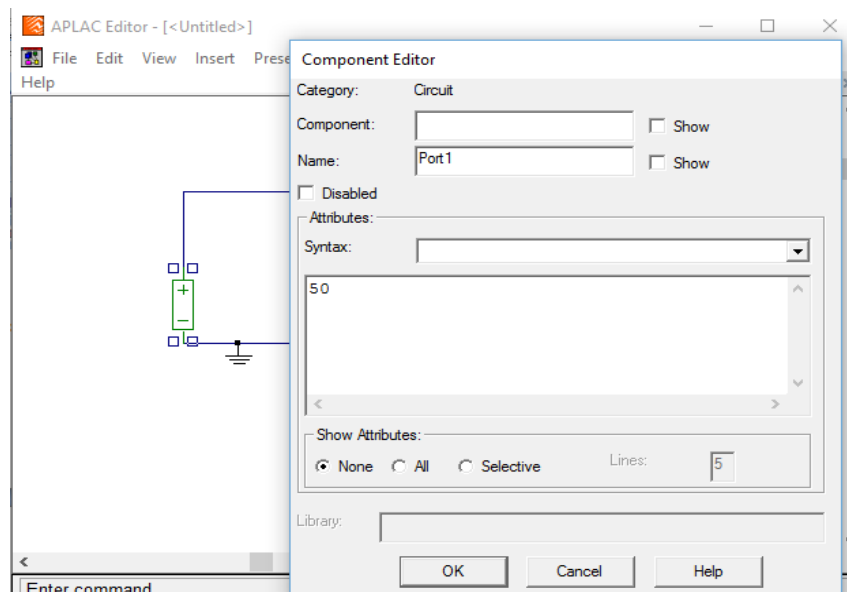 APLAC Editor - [<Untitled>]
File Edit View Insert Prese
Help
Component Editor
Category: Circuit
Component: Show
Name: Port1 Show
Disabled
Attributes:
Syntax:
50
Show Attributes:
None All Selective Lines: 5
Library:
OK Cancel Help
Enter command